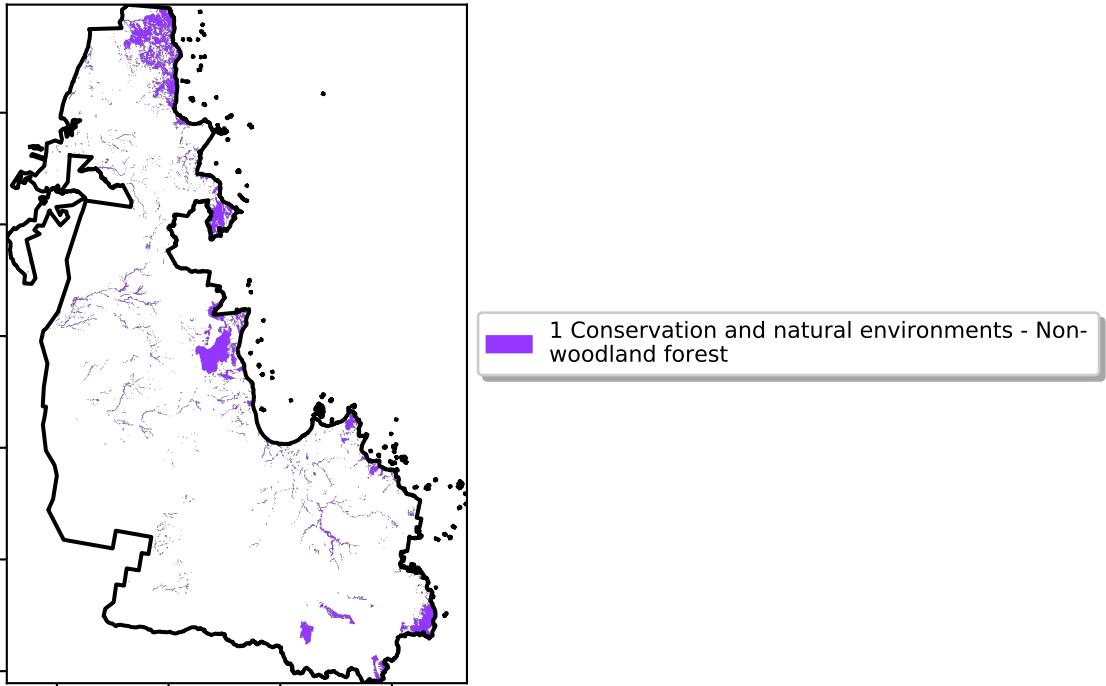 1 Conservation and natural environments - Non-
woodland forest